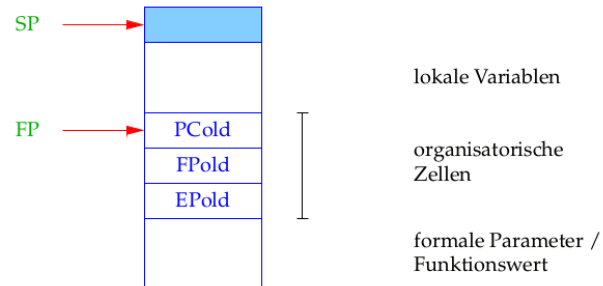 SP
lokale Variablen
FP
PCold
FPold
EPold
organisatorische
Zellen
formale Parameter /
Funktionswert